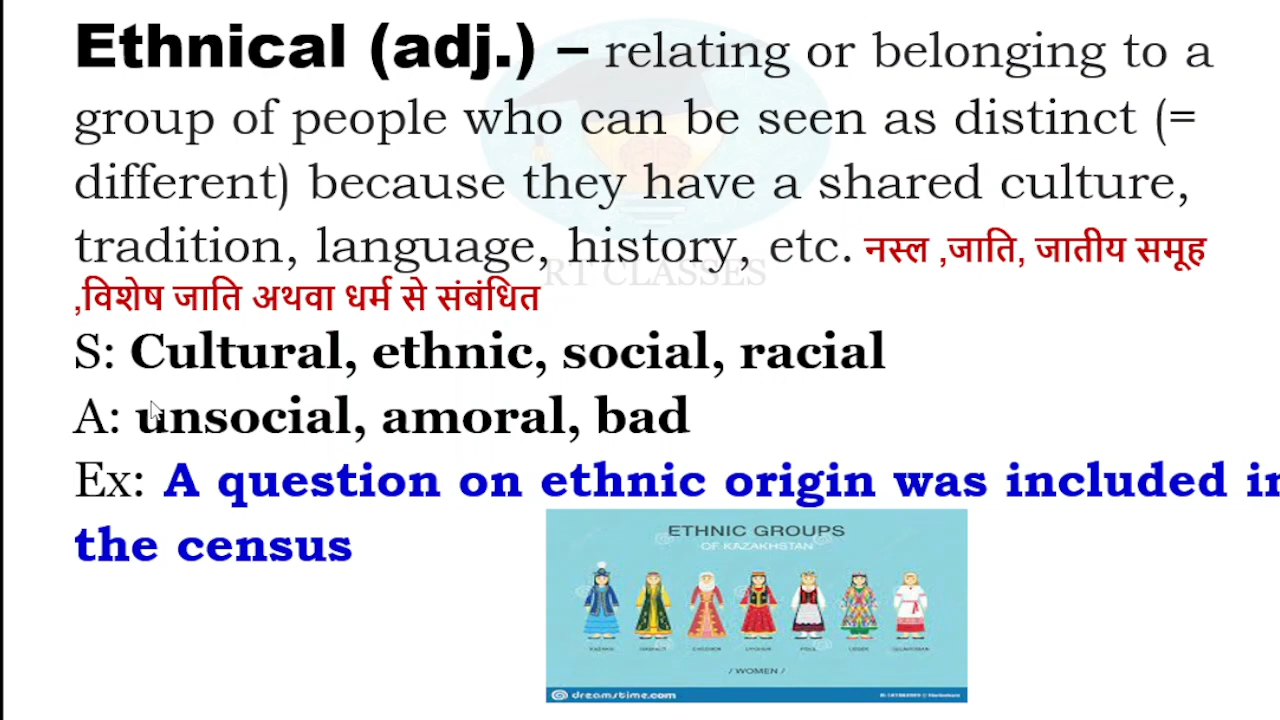 Ethnical (adj.) – relating or belonging to a
group of people who can be seen as distinct (=
different) because they have a shared culture,
tradition, language, history, etc. नस्ल ,जाति, जातीय समूह
,विशेष जाति अथवा धर्म से संबंधित
RT CLASSES
S: Cultural, ethnic, social, racial
A: unsocial, amoral, bad
Ex: A question on ethnic origin was included in
the census
ETHNIC GROUPS
OF KAZAKHSTAN
/ WOMEN /
dreamstime.com